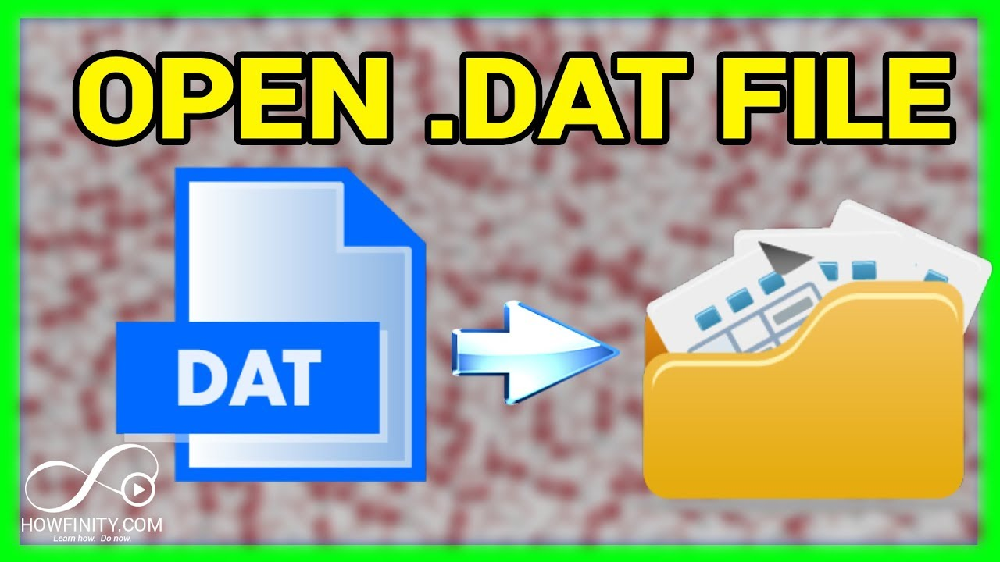 OPEN .DAT FILE
DAT
HOWFINITY.COM
Learn how. Do now.